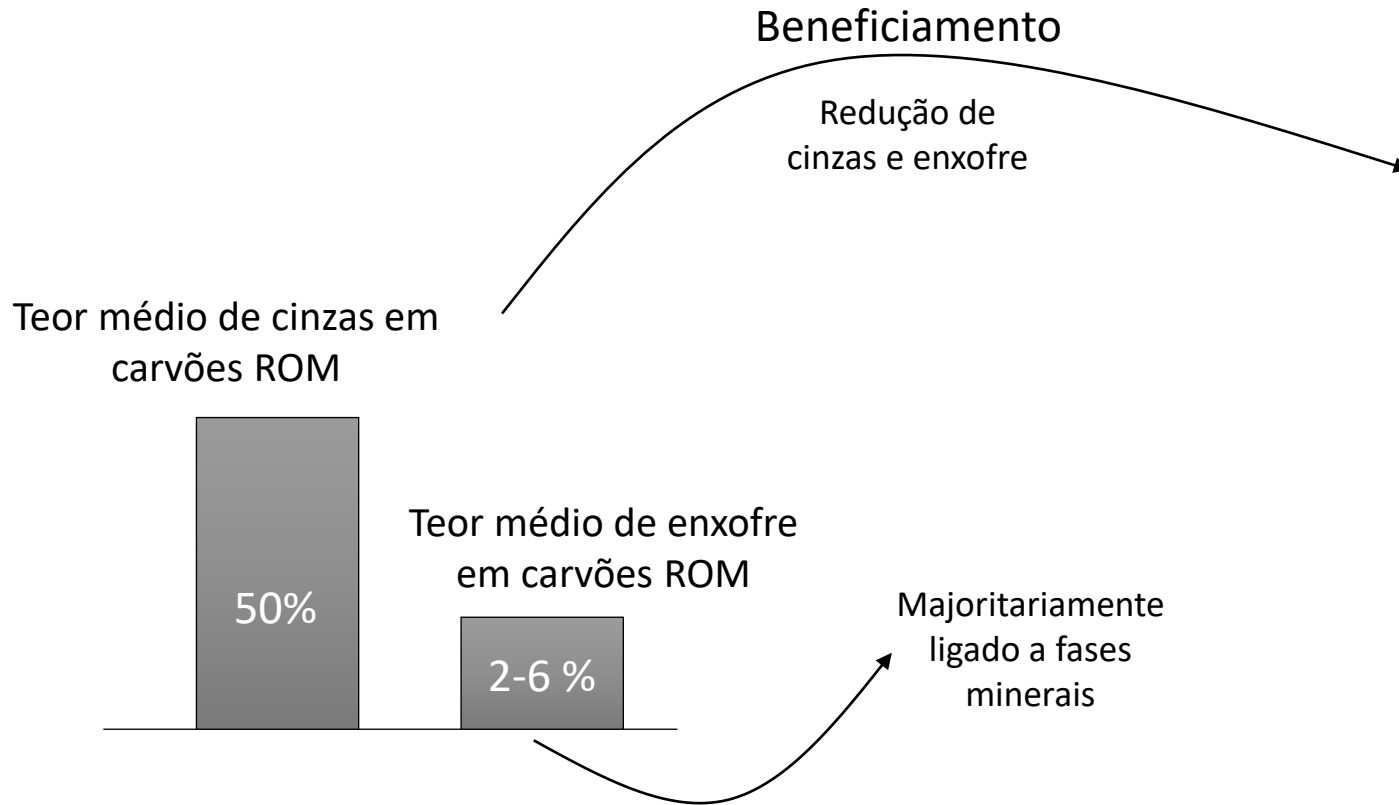 Beneficiamento
Redução de
cinzas e enxofre
Teor médio de cinzas em
carvões ROM
50%
Teor médio de enxofre
em carvões ROM
2-6 %
Majoritariamente
ligado a fases
minerais